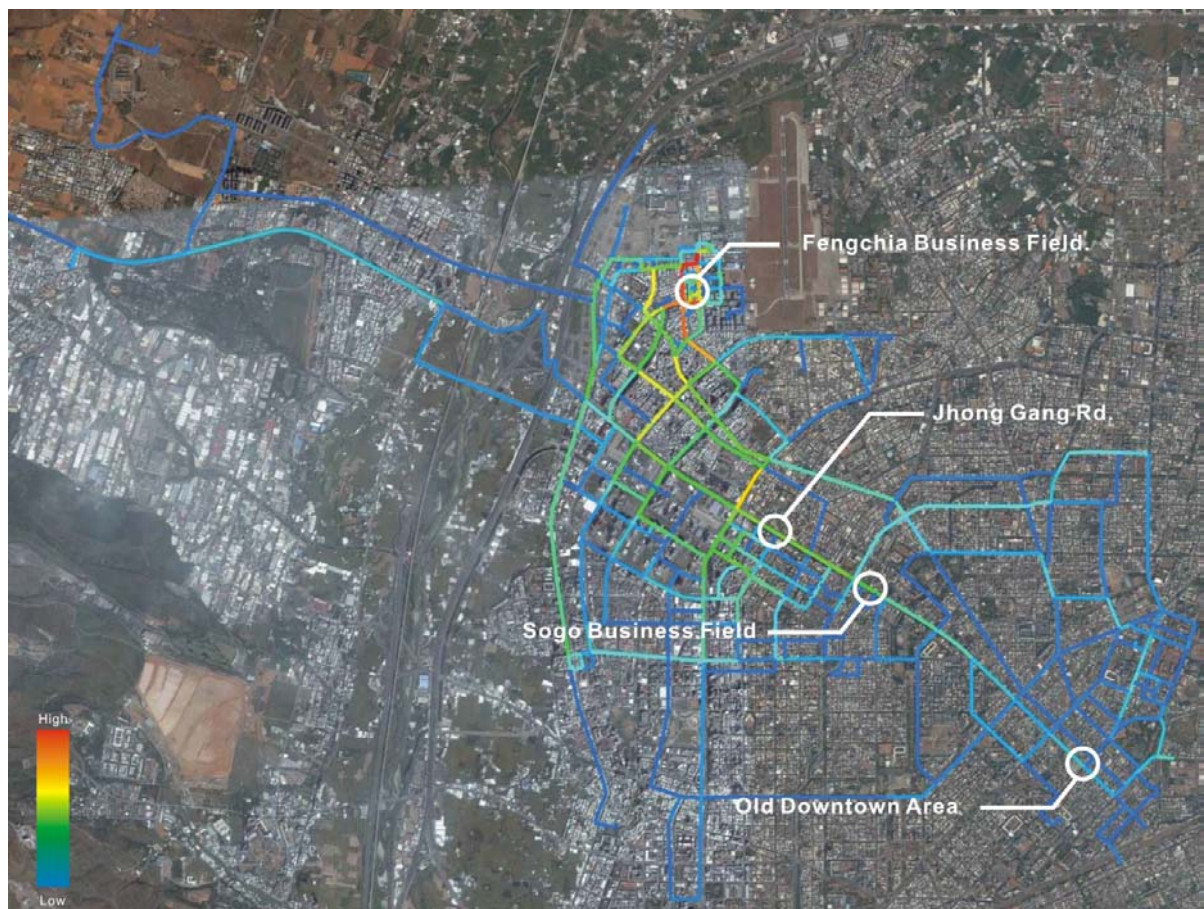 Fengchia Business Field.
Jhong Gang Rd.
Sogo Business Field
Old Downtown Area
High
Low